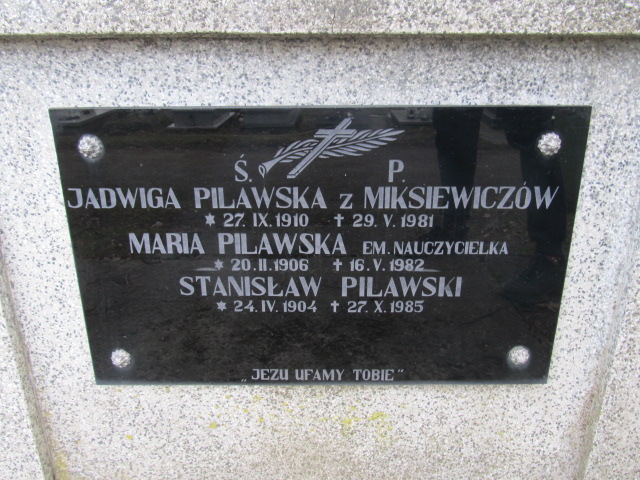 Ś. P.
JADWIGA PILAWSKA z MIKSIEWICZÓW
* 27. IX. 1910 † 29. V. 1981
MARIA PILAWSKA EM. NAUCZYCIELKA
* 20. II. 1906 † 16. V. 1982
STANISŁAW PILAWSKI
* 24. IV. 1904 † 27. X. 1985
„JEZU UFAMY TOBIE”